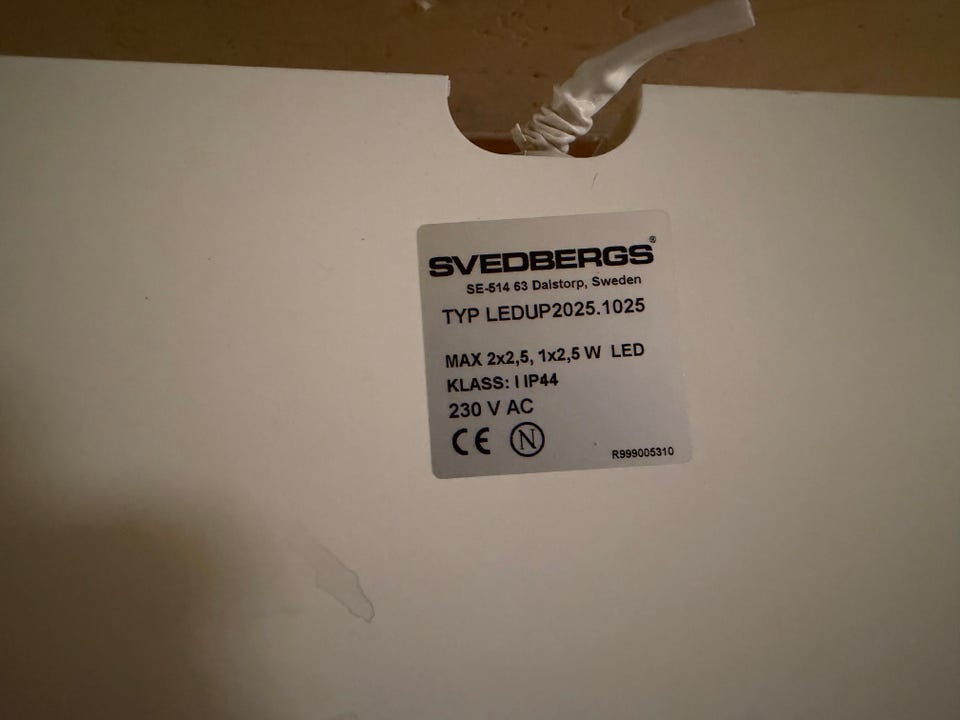 SVEDBERGS®
SE-514 63 Dalstorp, Sweden
TYP LEDUP2025.1025
MAX 2x2,5, 1x2,5 W LED
KLASS: I IP44
230 V AC
CE N
R999005310